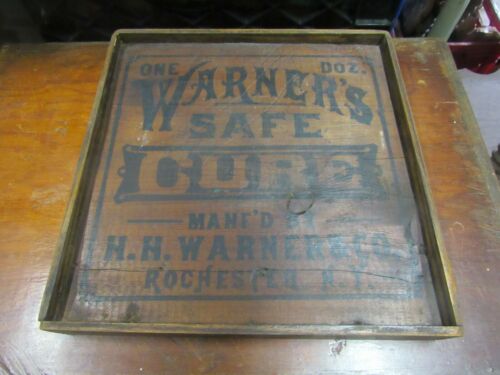 ONE DOZ.
WARNER'S
SAFE
CURE
MANF'D BY
H.H. WARNER & CO.
ROCHESTER, N.Y.